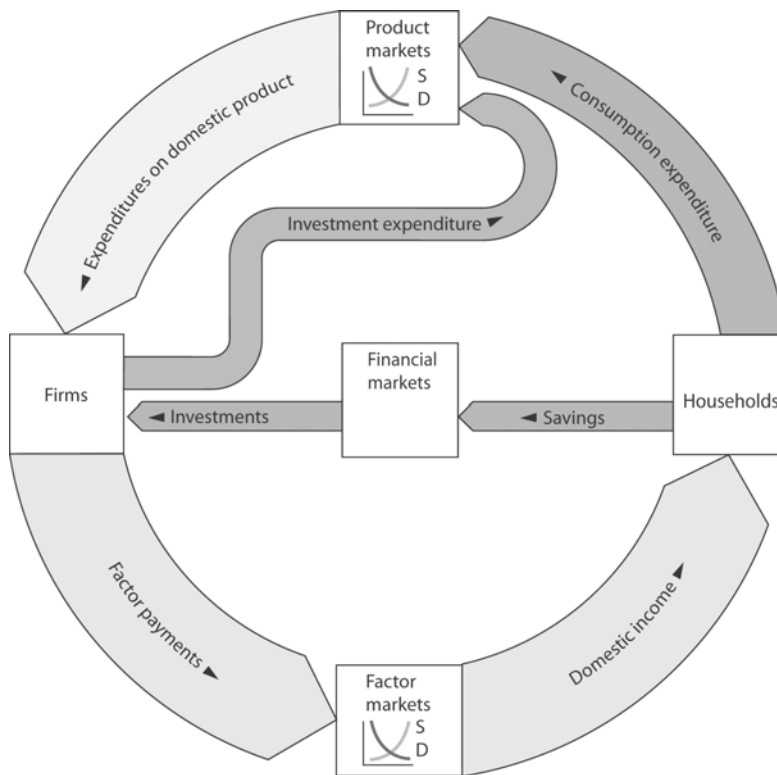 Product
markets
S
D
Expenditures on domestic product
Consumption expenditure
Investment expenditure
Firms
Financial
markets
Households
Investments
Savings
Factor payments
Domestic income
Factor
markets
S
D